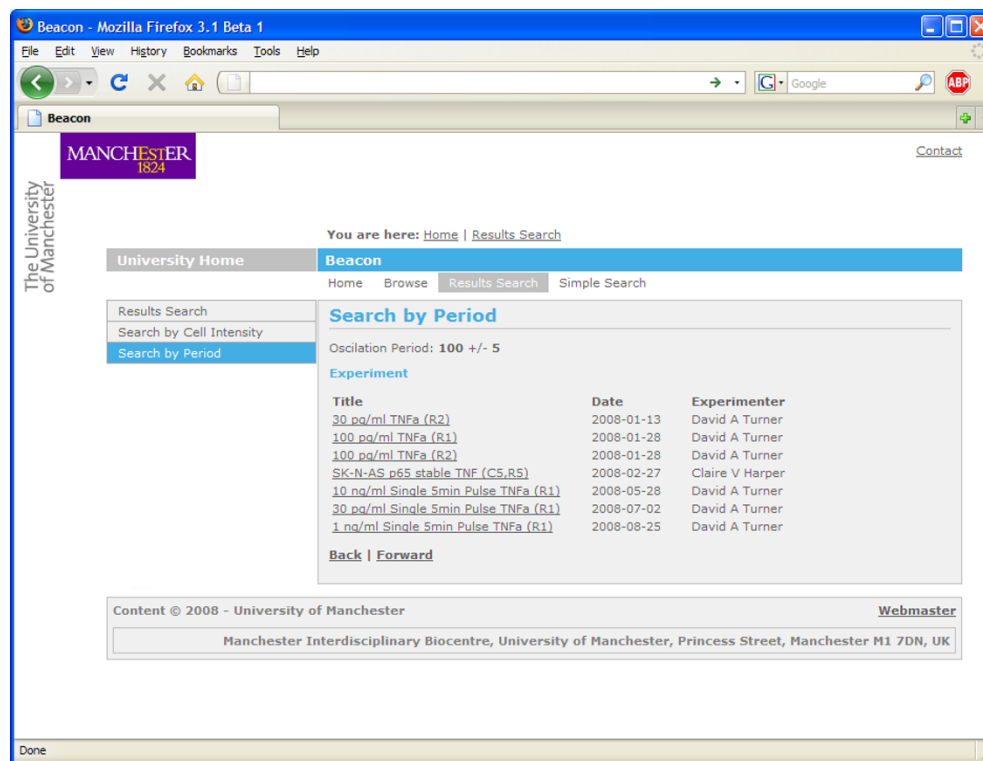 Beacon - Mozilla Firefox 3.1 Beta 1
File Edit View History Bookmarks Tools Help
G Google ABP
Beacon
MANCHESTER
1824
The University
of Manchester
Contact
You are here: Home | Results Search
University Home Beacon
Home Browse Results Search Simple Search
Results Search
Search by Cell Intensity
Search by Period
Search by Period
Oscilation Period: 100 +/- 5
Experiment
Title Date Experimenter
30 pg/ml TNFa (R2) 2008-01-13 David A Turner
100 pg/ml TNFa (R1) 2008-01-28 David A Turner
100 pg/ml TNFa (R2) 2008-01-28 David A Turner
SK-N-AS p65 stable TNF (C5,R5) 2008-02-27 Claire V Harper
10 ng/ml Single 5min Pulse TNFa (R1) 2008-05-28 David A Turner
30 pg/ml Single 5min Pulse TNFa (R1) 2008-07-02 David A Turner
1 ng/ml Single 5min Pulse TNFa (R1) 2008-08-25 David A Turner
Back | Forward
Content © 2008 - University of Manchester Webmaster
Manchester Interdisciplinary Biocentre, University of Manchester, Princess Street, Manchester M1 7DN, UK
Done